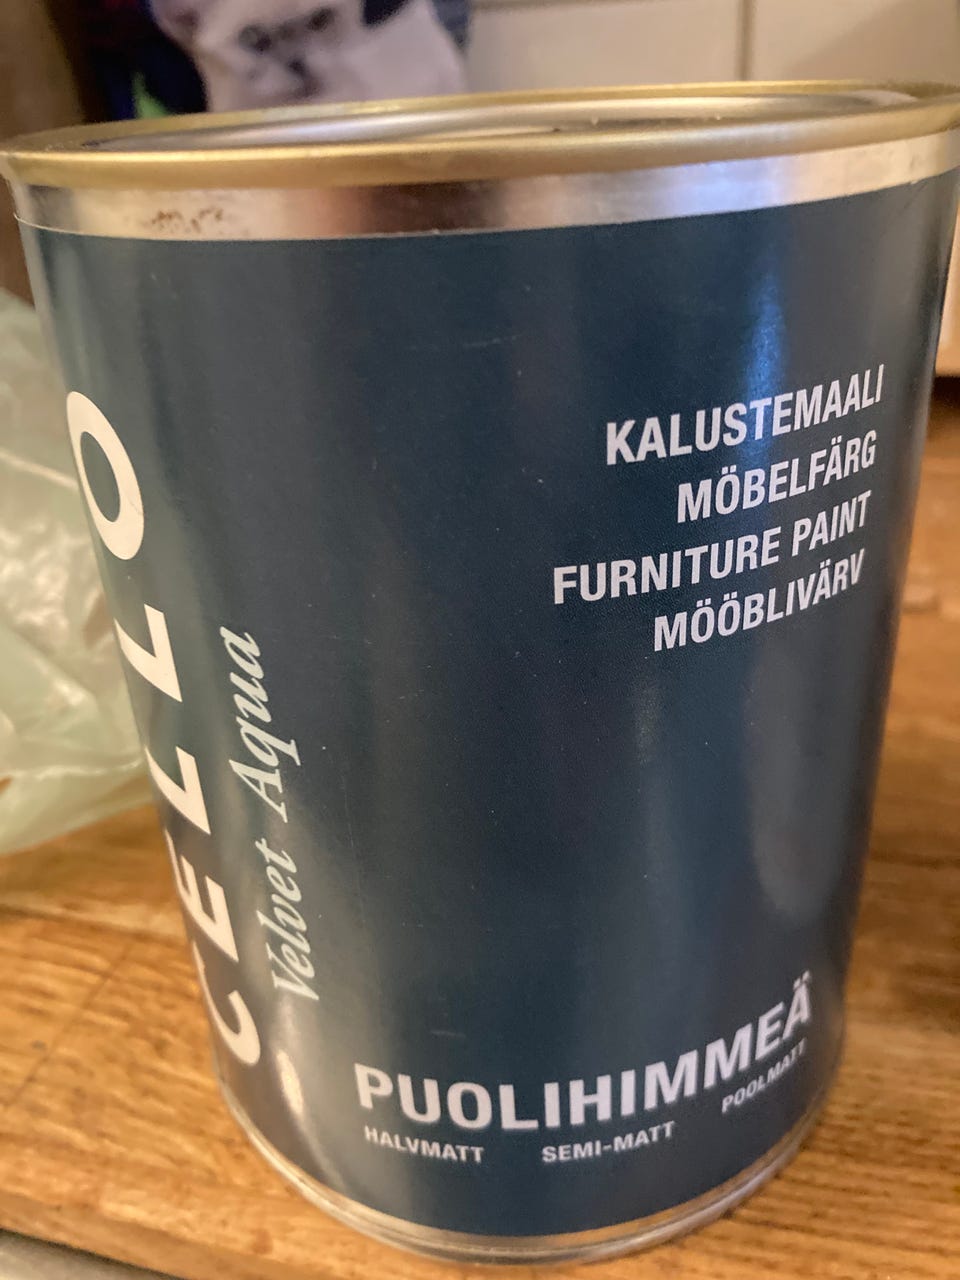 CELLO
Velvet Aqua
KALUSTEMAALI
MÖBELFÄRG
FURNITURE PAINT
MÖÖBLIVÄRV
PUOLIHIMMEÄ
HALVMATT SEMI-MATT POOLMATT